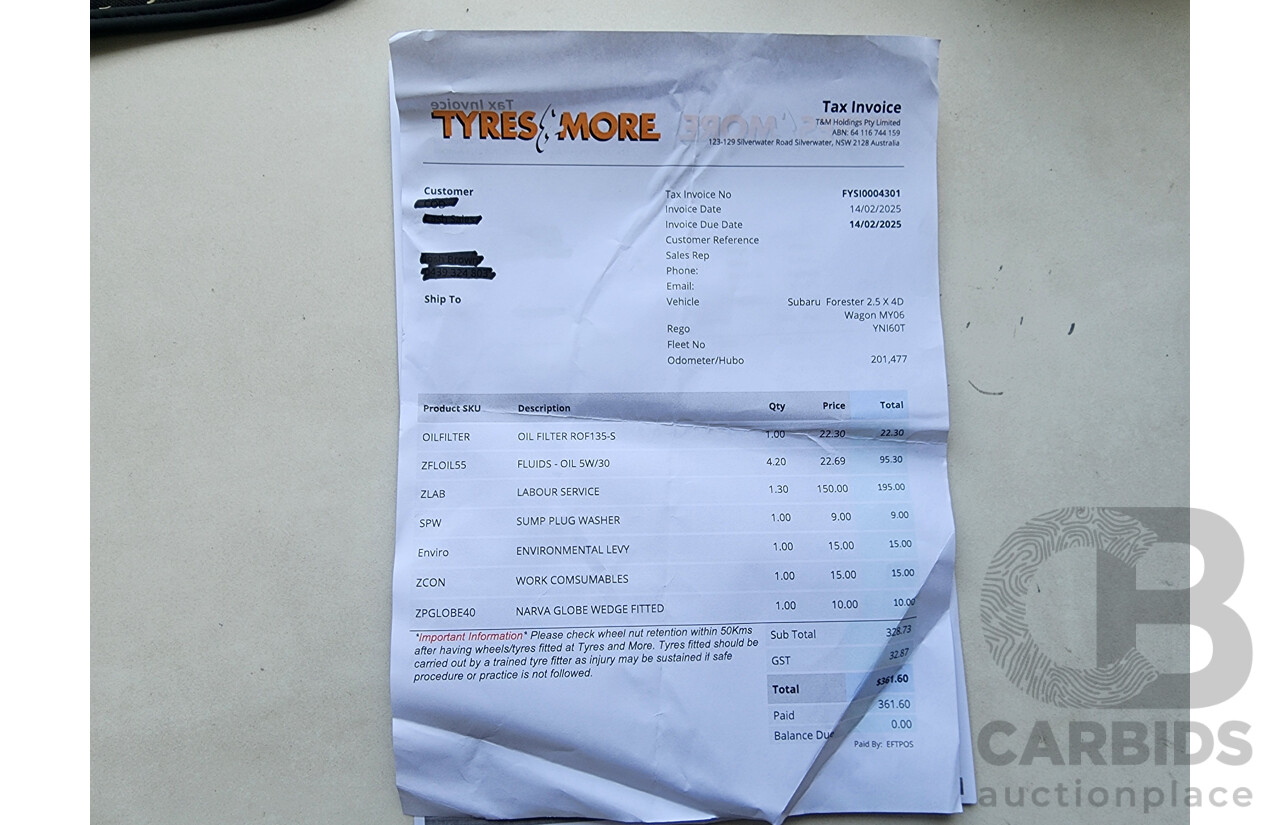 Tax Invoice
TYRES & MORE
Tax Invoice
T&M Holdings Pty Limited
ABN: 64 116 744 159
123-129 Silverwater Road Silverwater, NSW 2128 Australia
Customer
Ship To
Tax Invoice No FYSI0004301
Invoice Date 14/02/2025
Invoice Due Date 14/02/2025
Customer Reference
Sales Rep
Phone:
Email:
Vehicle Subaru Forester 2.5 X 4D
Wagon MY06
Rego YNI60T
Fleet No
Odometer/Hubo 201,477
Product SKU Description Qty Price Total
OILFILTER OIL FILTER ROF135-S 1.00 22.30 22.30
ZFLOIL55 FLUIDS - OIL 5W/30 4.20 22.69 95.30
ZLAB LABOUR SERVICE 1.30 150.00 195.00
SPW SUMP PLUG WASHER 1.00 9.00 9.00
Enviro ENVIRONMENTAL LEVY 1.00 15.00 15.00
ZCON WORK COMSUMABLES 1.00 15.00 15.00
ZPGLOBE40 NARVA GLOBE WEDGE FITTED 1.00 10.00 10.00
*Important Information* Please check wheel nut retention within 50Kms
after having wheels/tyres fitted at Tyres and More. Tyres fitted should be
carried out by a trained tyre fitter as injury may be sustained if safe
procedure or practice is not followed.
Sub Total 328.73
GST 32.87
Total $361.60
Paid 361.60
Balance Due 0.00
Paid By: EFTPOS
CB
CARBIDS
auctionplace